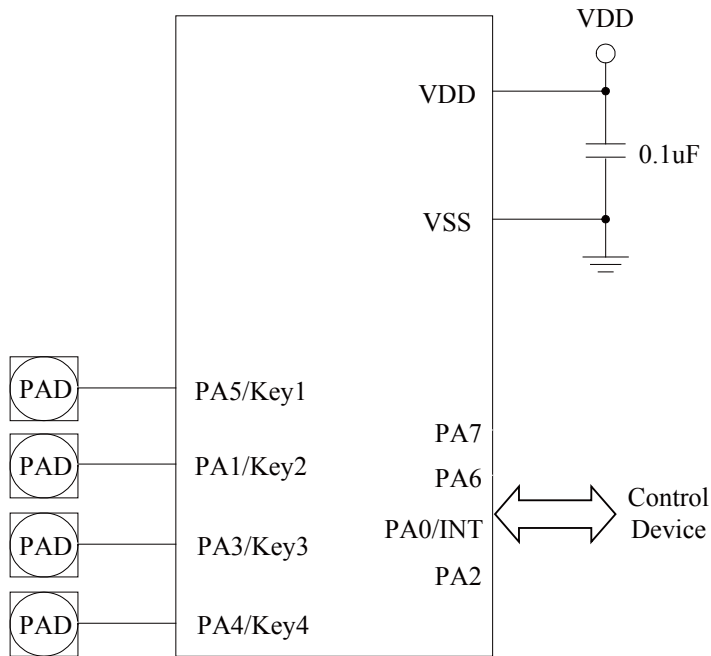 VDD
VDD
0.1uF
VSS
PAD
PA5/Key1
PA7
PAD
PA1/Key2
PA6
Control
Device
PA0/INT
PAD
PA3/Key3
PA2
PAD
PA4/Key4